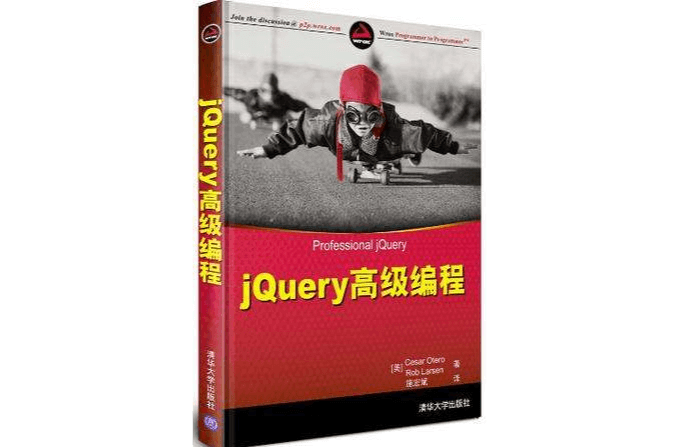 Join the discussion @ p2p.wrox.com
Wrox Programmer to Programmer™
wrox
Professional jQuery
jQuery高级编程
[美] Cesar Otero
Rob Larsen
著
施宏斌 译
清华大学出版社
jQuery高级编程
清华大学出版社